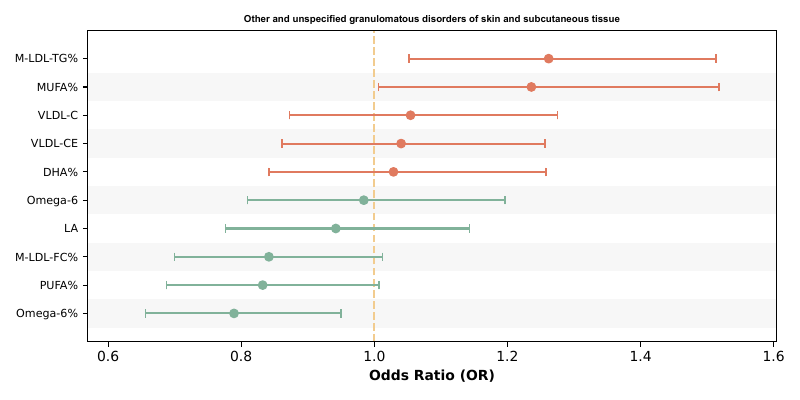 Other and unspecified granulomatous disorders of skin and subcutaneous tissue
M-LDL-TG%
MUFA%
VLDL-C
VLDL-CE
DHA%
Omega-6
LA
M-LDL-FC%
PUFA%
Omega-6%
0.6 0.8 1.0 1.2 1.4 1.6
Odds Ratio (OR)